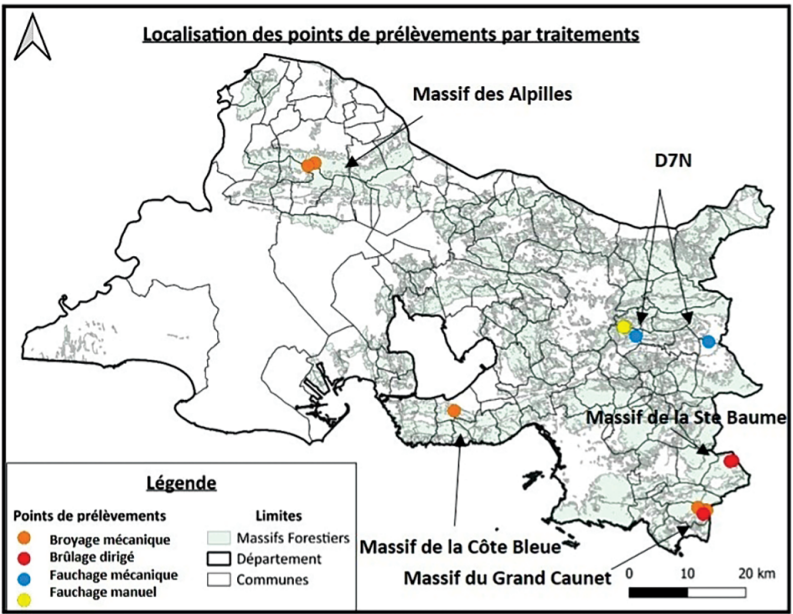 Localisation des points de prélèvements par traitements
Massif des Alpilles
D7N
Massif de la Ste Baume
Massif de la Côte Bleue
Massif du Grand Caunet
0 10 20 km
Légende
Points de prélèvements
Broyage mécanique
Brûlage dirigé
Fauchage mécanique
Fauchage manuel
Limites
Massifs Forestiers
Département
Communes